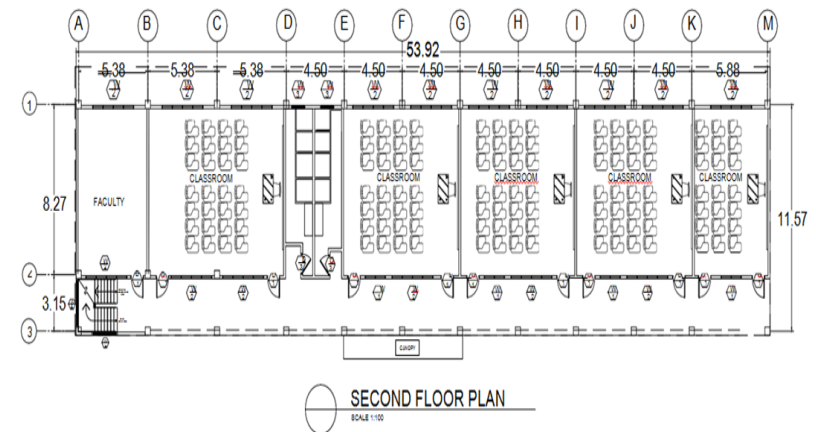 A B C D E F G H I J K M
53.92
5.38 5.38 5.38 4.50 4.50 4.50 4.50 4.50 4.50 4.50 5.88
1
8.27
11.57
FACULTY
CLASSROOM CLASSROOM CLASSROOM CLASSROOM CLASSROOM
2
3.15
3
CANOPY
SECOND FLOOR PLAN
SCALE 1:100